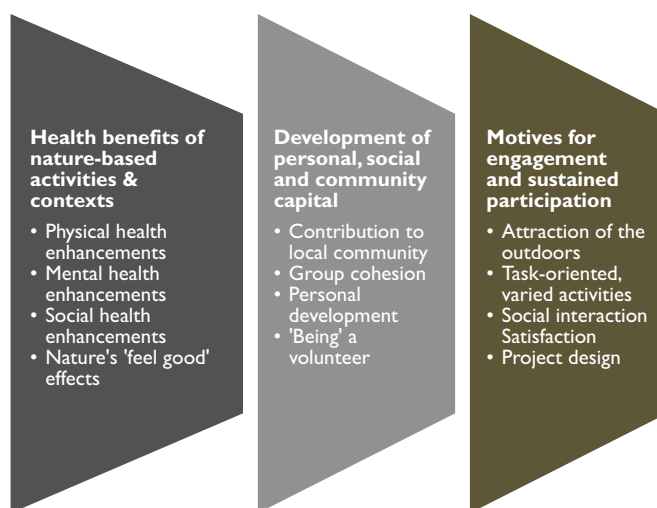 Health benefits of
nature-based
activities &
contexts
• Physical health
enhancements
• Mental health
enhancements
• Social health
enhancements
• Nature's 'feel good'
effects
Development of
personal, social
and community
capital
• Contribution to
local community
• Group cohesion
• Personal
development
• 'Being' a
volunteer
Motives for
engagement
and sustained
participation
• Attraction of the
outdoors
• Task-oriented,
varied activities
• Social interaction
Satisfaction
• Project design